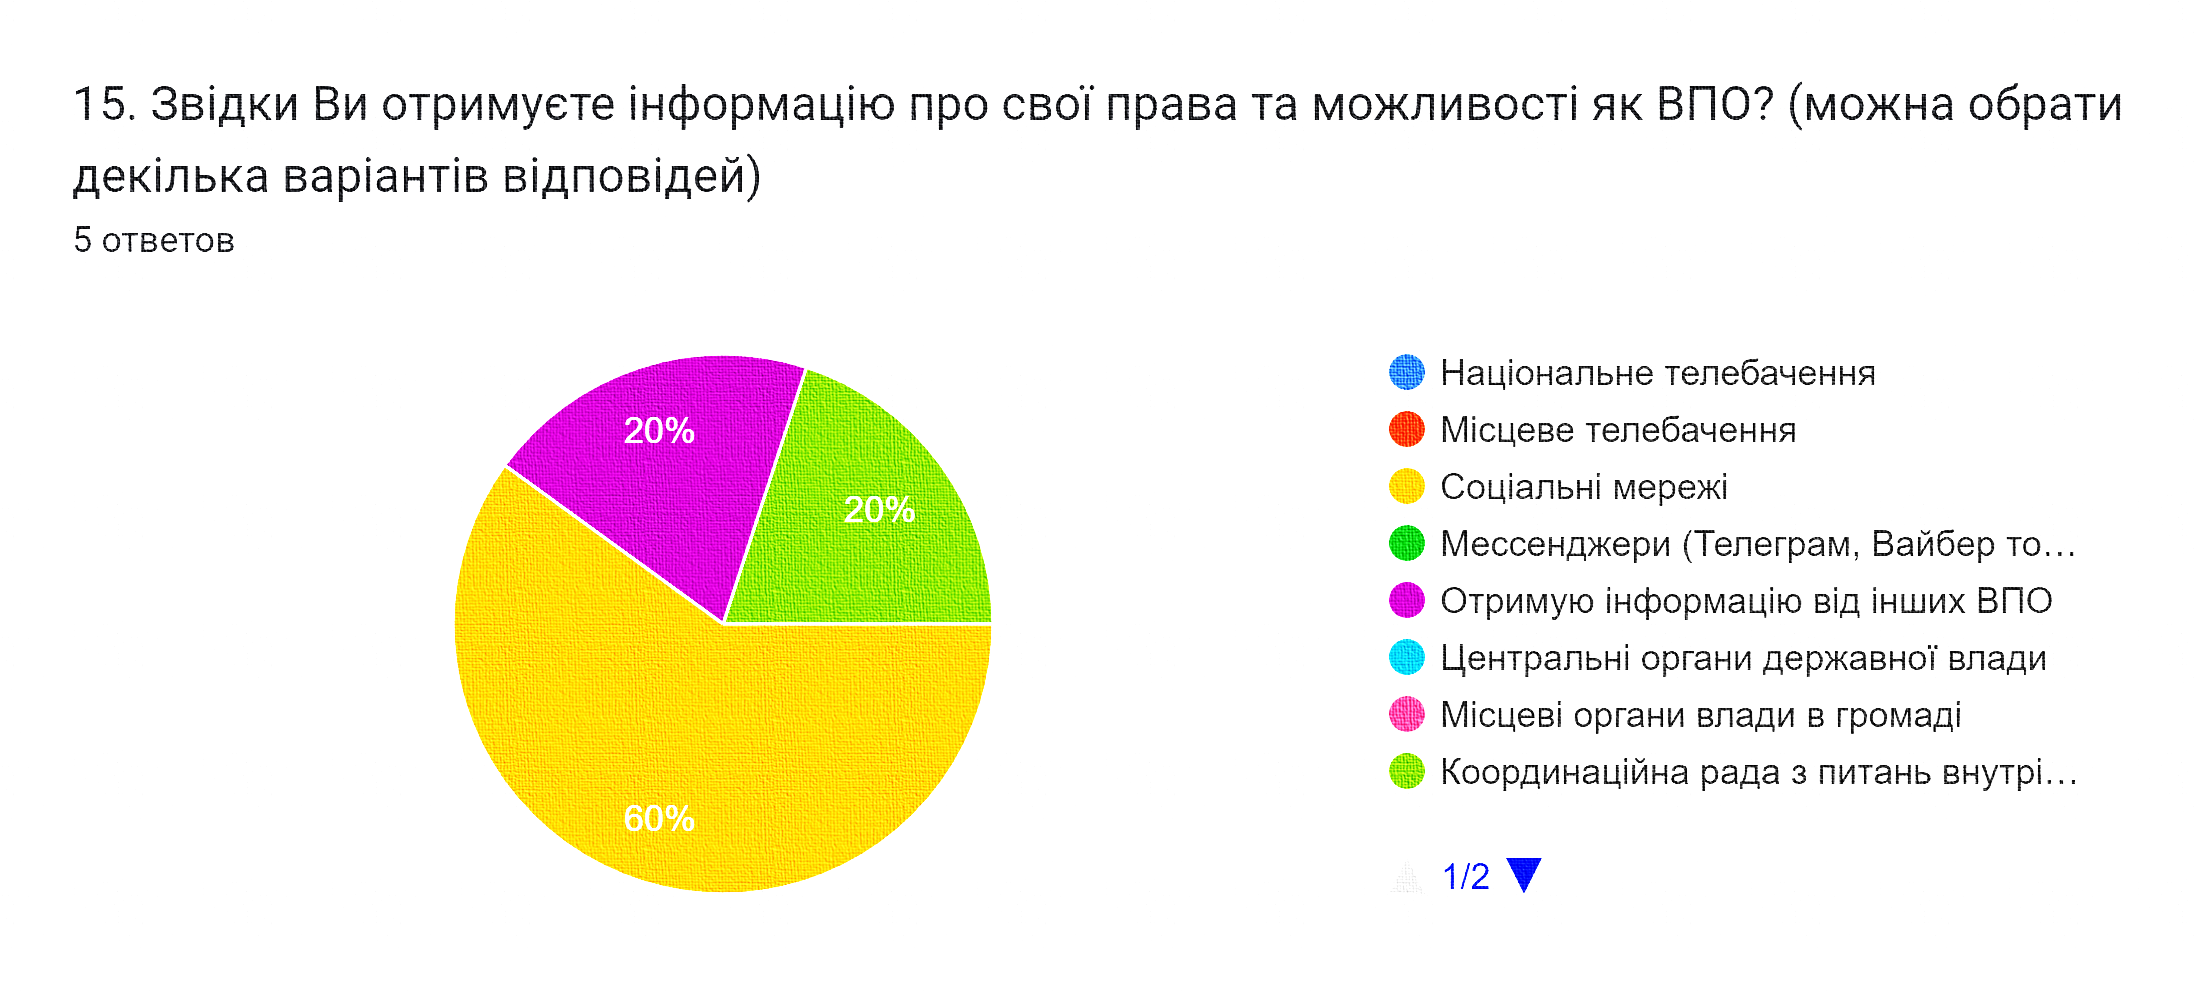 15. Звідки Ви отримуєте інформацію про свої права та можливості як ВПО? (можна обрати
декілька варіантів відповідей)
5 ответов
20%
20%
60%
Національне телебачення
Місцеве телебачення
Соціальні мережі
Мессенджери (Телеграм, Вайбер то…
Отримую інформацію від інших ВПО
Центральні органи державної влади
Місцеві органи влади в громаді
Координаційна рада з питань внутрі…
1/2